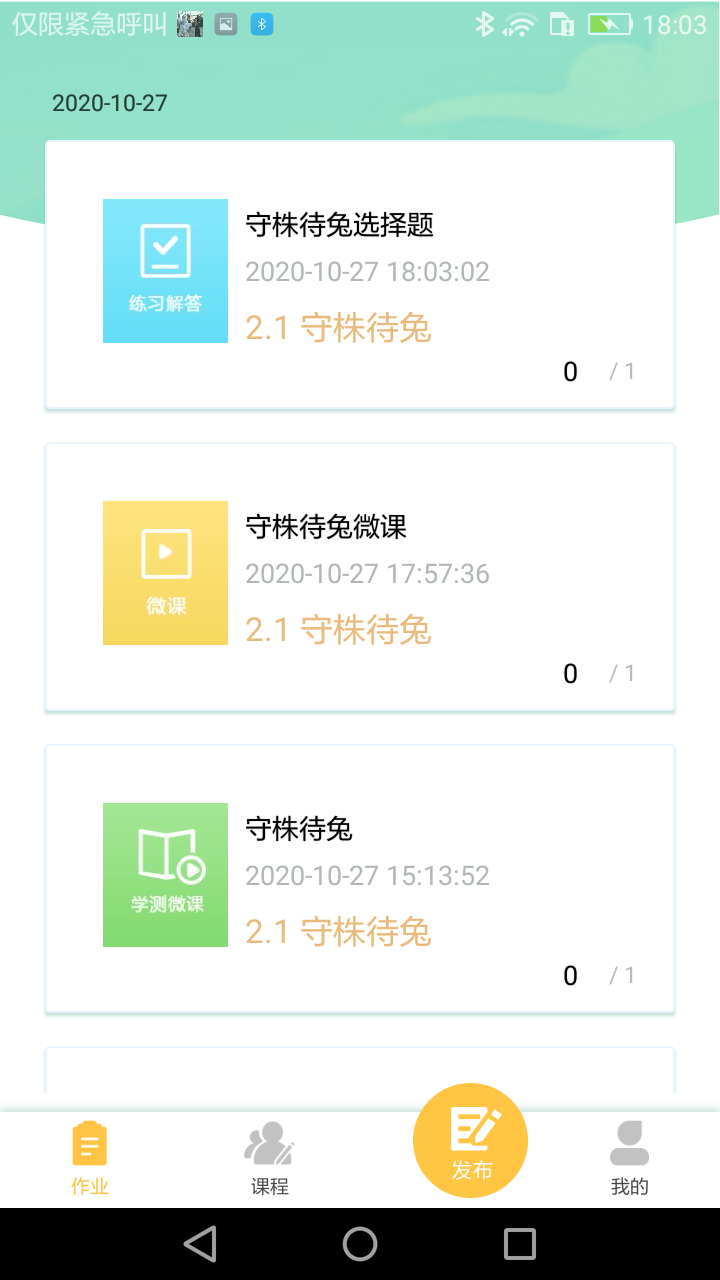 仅限紧急呼叫 18:03
2020-10-27
守株待兔选择题
2020-10-27 18:03:02
练习解答
2.1 守株待兔
0 / 1
守株待兔微课
2020-10-27 17:57:36
微课
2.1 守株待兔
0 / 1
守株待兔
2020-10-27 15:13:52
学测微课
2.1 守株待兔
0 / 1
作业 课程 发布 我的